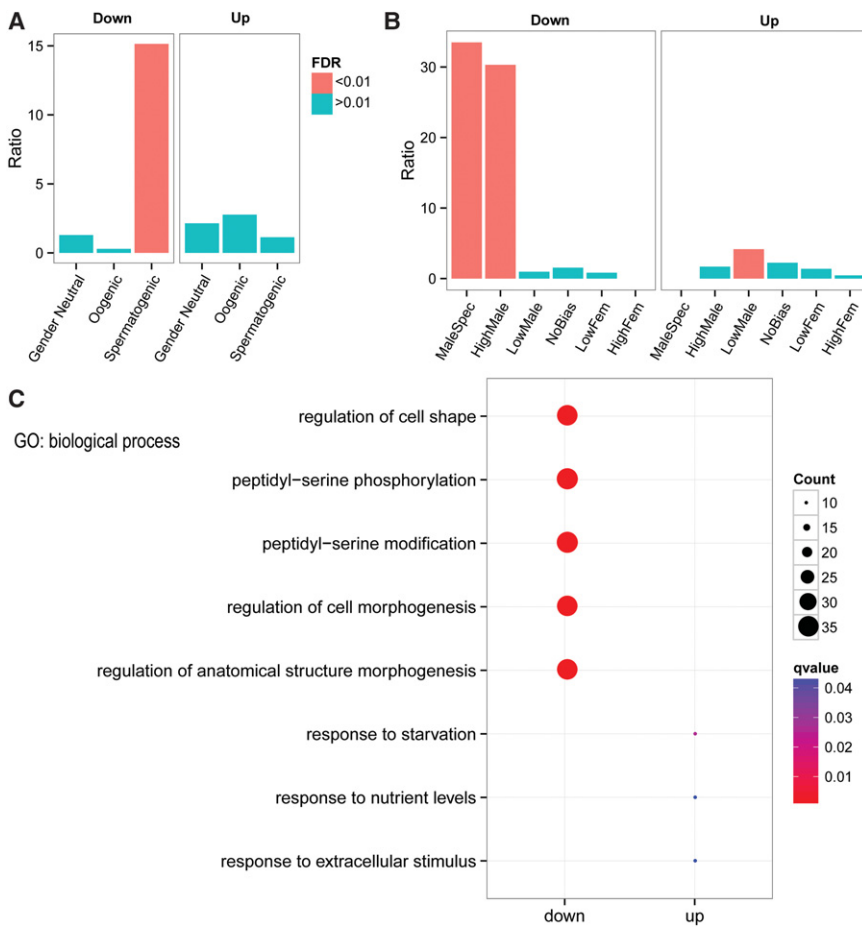 A
Down
Up
15
10
5
0
Ratio
Gender Neutral
Oogenic
Spermatogenic
Gender Neutral
Oogenic
Spermatogenic
FDR
<0.01
>0.01
B
Down
Up
30
20
10
0
Ratio
MaleSpec
HighMale
LowMale
NoBias
LowFem
HighFem
MaleSpec
HighMale
LowMale
NoBias
LowFem
HighFem
C
GO: biological process
regulation of cell shape
peptidyl−serine phosphorylation
peptidyl−serine modification
regulation of cell morphogenesis
regulation of anatomical structure morphogenesis
response to starvation
response to nutrient levels
response to extracellular stimulus
down
up
Count
10
15
20
25
30
35
qvalue
0.04
0.03
0.02
0.01